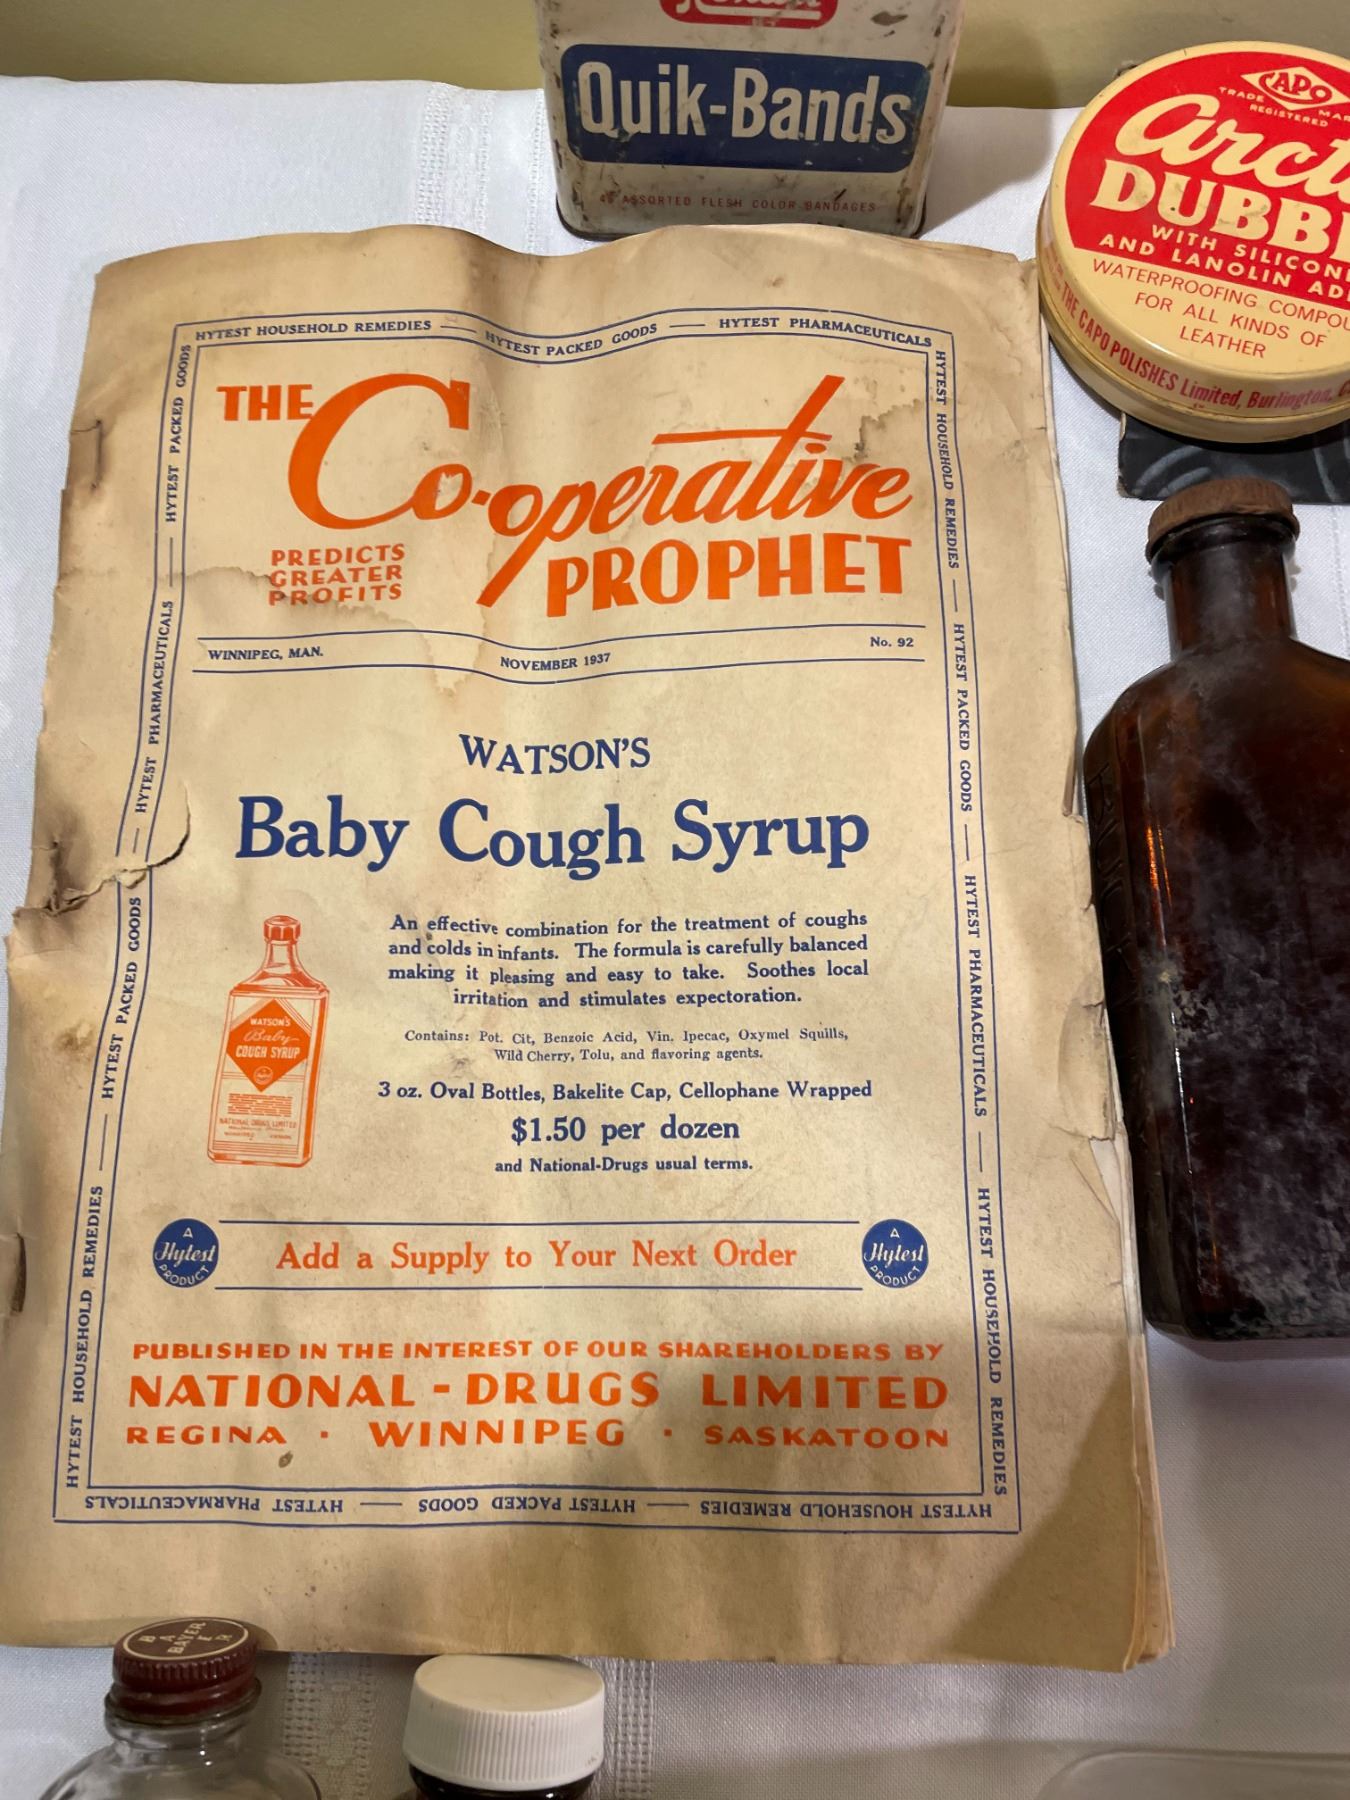 Quik-Bands
ASSORTED FLESH COLOR BANDAGES
CAPO
TRADE MAR
REGISTERED
arct
DUBB
WITH SILICON
AND LANOLIN AD
WATERPROOFING COMPOU
FOR ALL KINDS OF
LEATHER
THE CAPO POLISHES Limited, Burlington,
HYTEST HOUSEHOLD REMEDIES — HYTEST PACKED GOODS — HYTEST PHARMACEUTICALS
HYTEST HOUSEHOLD REMEDIES — HYTEST PACKED GOODS — HYTEST PHARMACEUTICALS — HYTEST HOUSEHOLD REMEDIES
HYTEST HOUSEHOLD REMEDIES — HYTEST PACKED GOODS — HYTEST PHARMACEUTICALS
HYTEST HOUSEHOLD REMEDIES — HYTEST PACKED GOODS — HYTEST PHARMACEUTICALS — HYTEST PACKED GOODS
THE Co-operative
PROPHET
PREDICTS
GREATER
PROFITS
WINNIPEG, MAN. NOVEMBER 1937 No. 92
WATSON'S
Baby Cough Syrup
An effective combination for the treatment of coughs
and colds in infants. The formula is carefully balanced
making it pleasing and easy to take. Soothes local
irritation and stimulates expectoration.
Contains: Pot. Cit, Benzoic Acid, Vin. Ipecac, Oxymel Squills,
Wild Cherry, Tolu, and flavoring agents.
3 oz. Oval Bottles, Bakelite Cap, Cellophane Wrapped
$1.50 per dozen
and National-Drugs usual terms.
WATSON'S
Baby
COUGH SYRUP
NATIONAL DRUGS LIMITED
A Hytest PRODUCT
Add a Supply to Your Next Order
A Hytest PRODUCT
PUBLISHED IN THE INTEREST OF OUR SHAREHOLDERS BY
NATIONAL-DRUGS LIMITED
REGINA · WINNIPEG · SASKATOON
BAYER